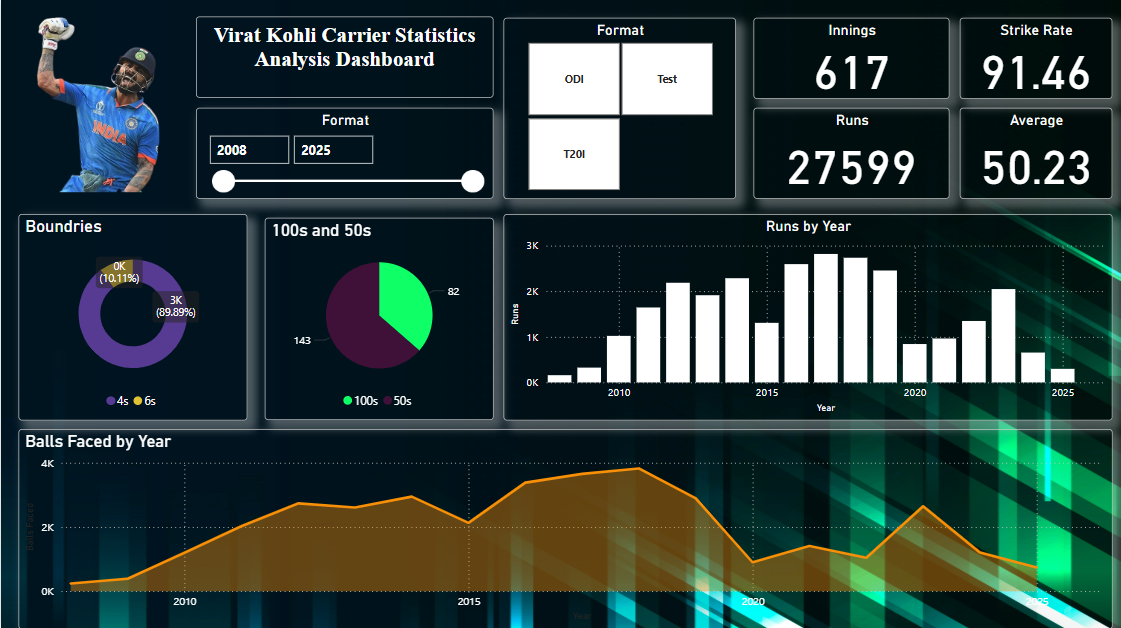 Virat Kohli Carrier Statistics
Analysis Dashboard
Format
2008
2025
Format
ODI
Test
T20I
Innings
617
Strike Rate
91.46
Runs
27599
Average
50.23
INDIA
Boundries
0K
(10.11%)
3K
(89.89%)
4s
6s
100s and 50s
82
143
100s
50s
Runs by Year
3K
2K
1K
0K
Runs
2010
2015
2020
2025
Year
Balls Faced by Year
4K
2K
0K
Balls Faced
2010
2015
2020
2025
Year